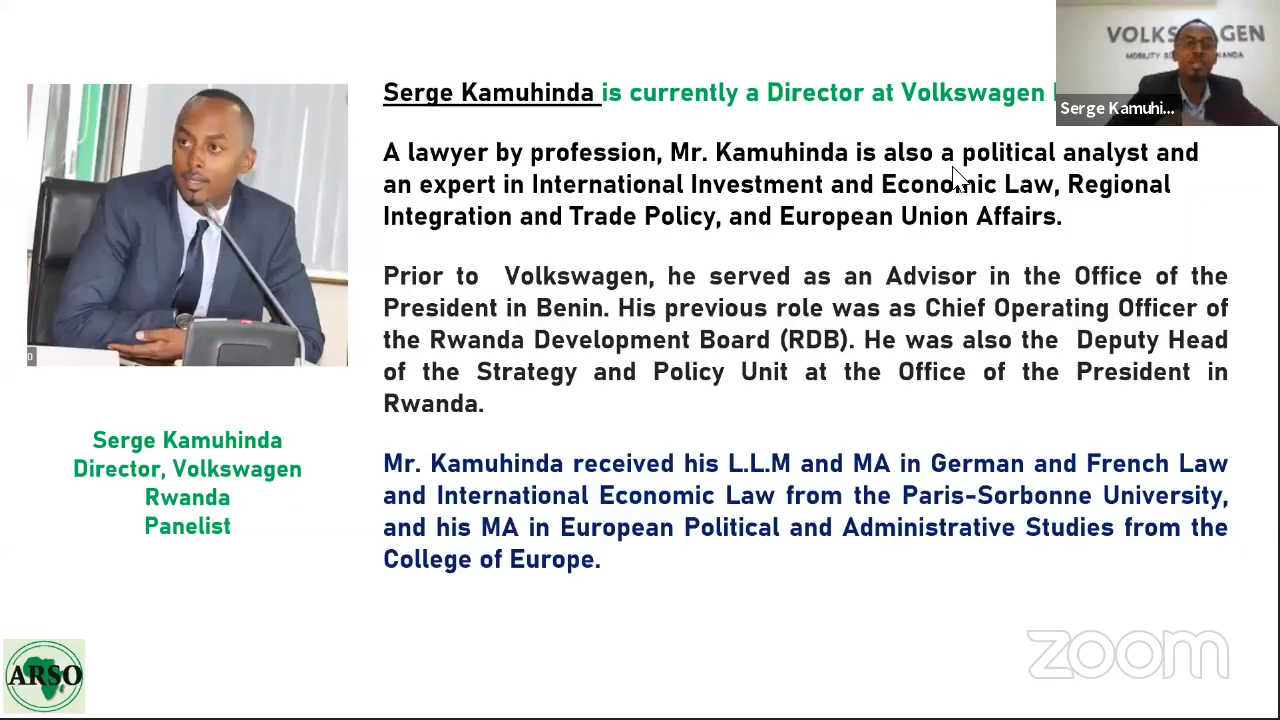 VOLKSWAGEN
Serge Kamuhi...
Serge Kamuhinda is currently a Director at Volkswagen
A lawyer by profession, Mr. Kamuhinda is also a political analyst and
an expert in International Investment and Economic Law, Regional
Integration and Trade Policy, and European Union Affairs.
Prior to Volkswagen, he served as an Advisor in the Office of the
President in Benin. His previous role was as Chief Operating Officer of
the Rwanda Development Board (RDB). He was also the Deputy Head
of the Strategy and Policy Unit at the Office of the President in
Rwanda.
Mr. Kamuhinda received his L.L.M and MA in German and French Law
and International Economic Law from the Paris-Sorbonne University,
and his MA in European Political and Administrative Studies from the
College of Europe.
Serge Kamuhinda
Director, Volkswagen
Rwanda
Panelist
ARSO
zoom